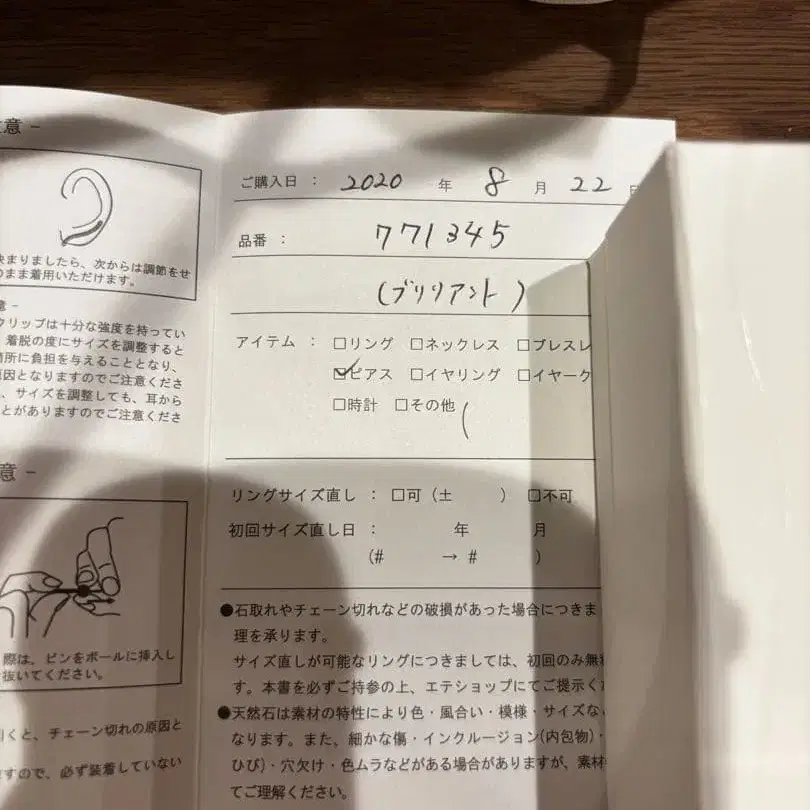 意 -
決まりましたら、次からは調節をせ
のまま着用いただけます。
意 -
クリップは十分な強度を持ってい
着脱の度にサイズを調整すると
箇所に負担を与えることとなり、
原因となりますのでご注意くださ
、サイズを調整しても、耳から
とがありますのでご注意くださ
意 -
際は、ピンをボールに挿入し
抜いてください。
引くと、チェーン切れの原因と
ますので、必ず装着していない
ご購入日 : 2020 年 8 月 22 日
品番 : 771345
(ブリリアント)
アイテム : □リング □ネックレス □ブレスレ
☑ピアス □イヤリング □イヤーク
□時計 □その他 (
リングサイズ直し : □可 (土 ) □不可
初回サイズ直し日 : 年 月
(# → # )
●石取れやチェーン切れなどの破損があった場合につきま
理を承ります。
サイズ直しが可能なリングにつきましては、初回のみ無料
す。本書を必ずご持参の上、エテショップにてご提示くだ
●天然石は素材の特性により色・風合い・模様・サイズな
なります。また、細かな傷・インクルージョン(内包物)・
ひび)・穴欠け・色ムラなどがある場合がありますが、素材
てご理解ください。